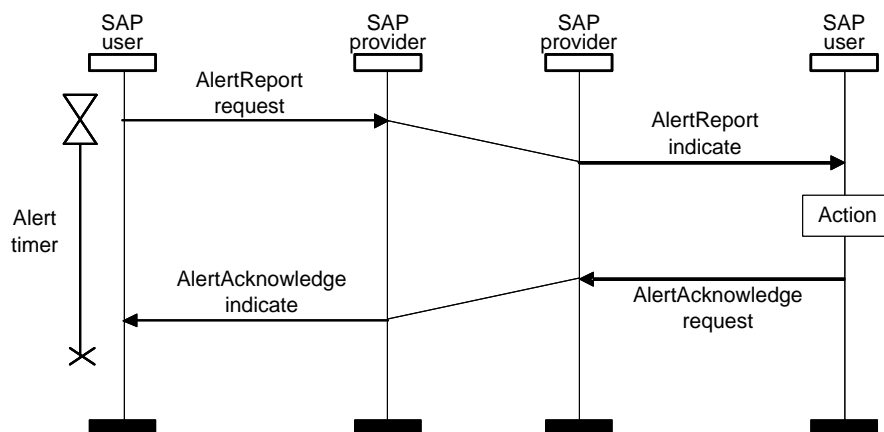 SAP
user
SAP
provider
SAP
provider
SAP
user
AlertReport
request
AlertReport
indicate
Action
Alert
timer
AlertAcknowledge
indicate
AlertAcknowledge
request